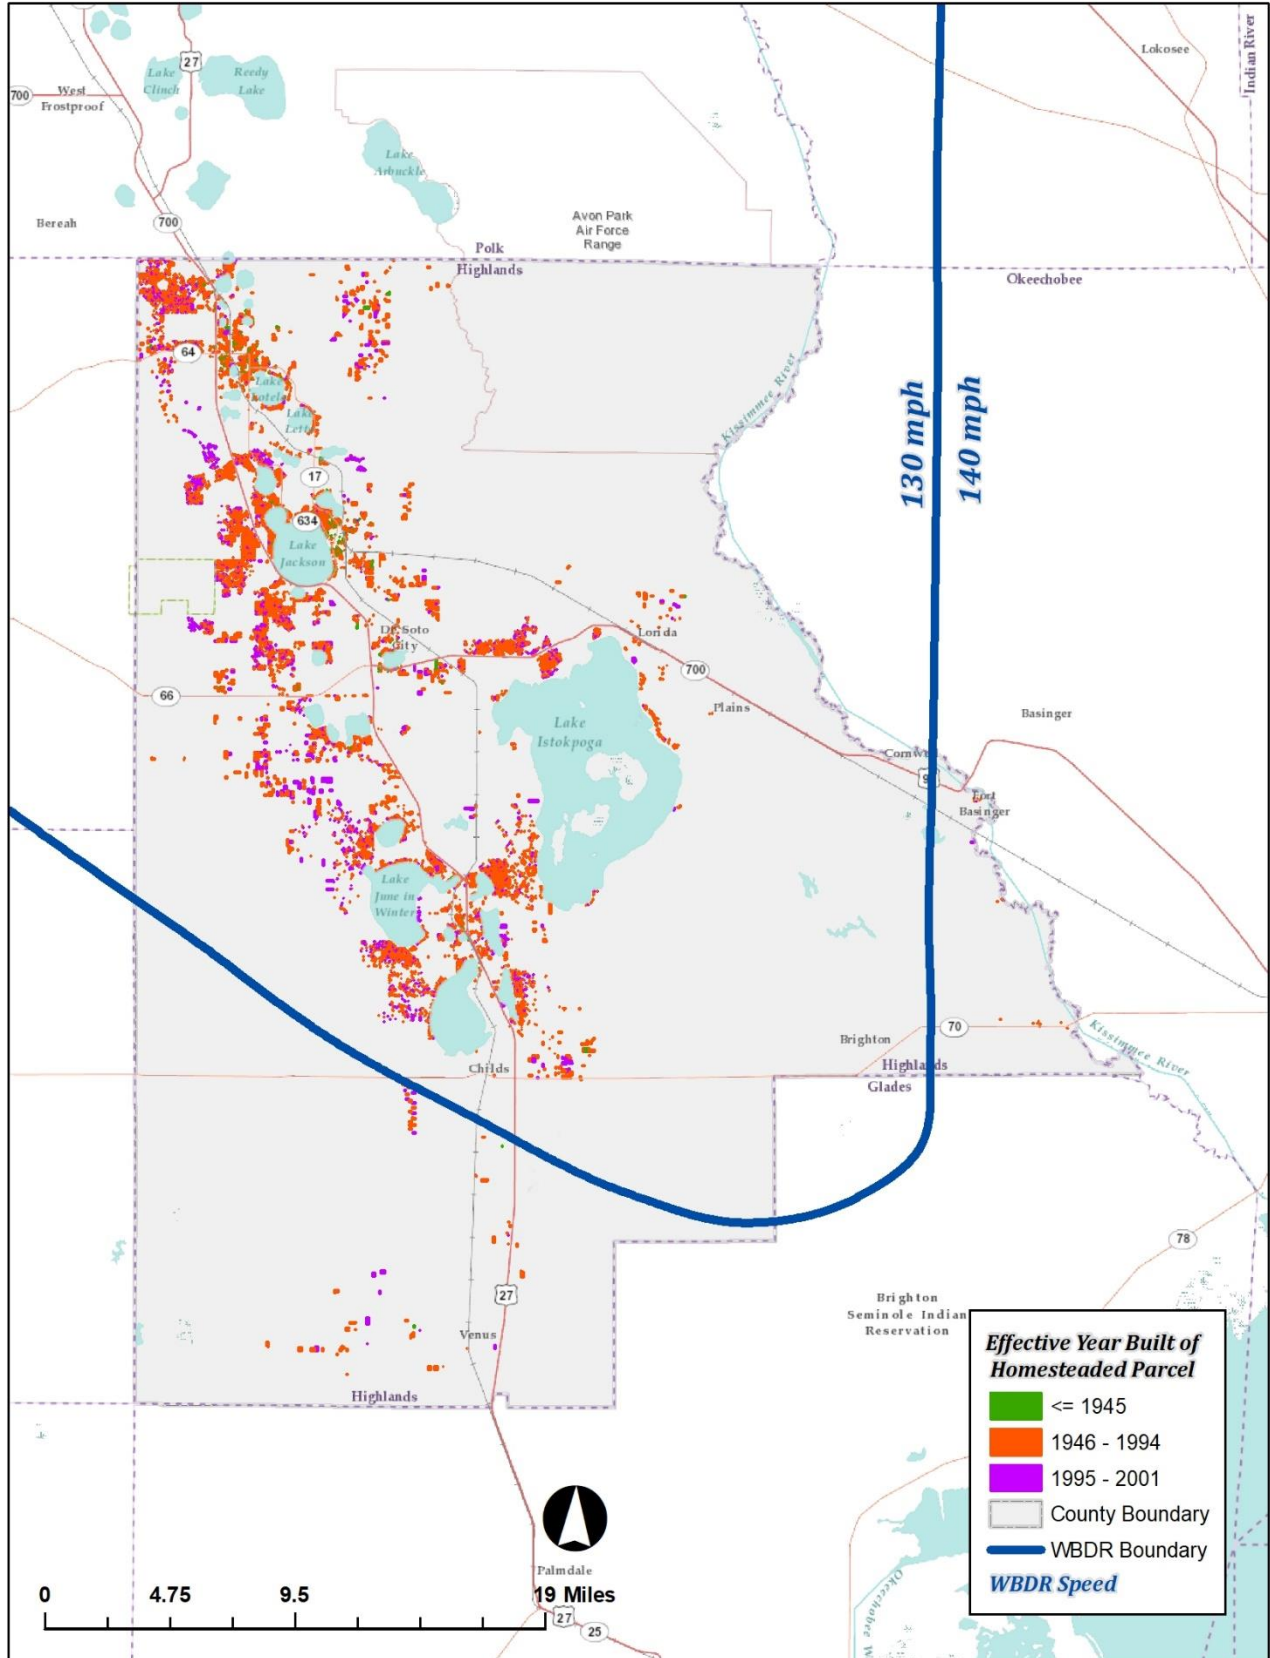 27
Lake
Clinch
Reedy
Lake
700
West
Frostproof
Lokosee
Indian River
Lake
Arbuckle
Bereah
700
Avon Park
Air Force
Range
Polk
Highlands
Okeechobee
64
Lake
Lake
Kissimmee River
130 mph
140 mph
17
634
Lake
Jackson
De Soto
City
Lorida
700
66
Plains
Lake
Istokpoga
Basinger
Fort
Basinger
Lake
June in
Winter
Brighton
70
Kissimmee River
Highlands
Glades
Childs
78
27
Brighton
Seminole Indian
Reservation
Venus
Highlands
Effective Year Built of
Homesteaded Parcel
<= 1945
1946 - 1994
1995 - 2001
County Boundary
WBDR Boundary
WBDR Speed
Palmdale
0 4.75 9.5 19 Miles
27
25
Okeechobee W